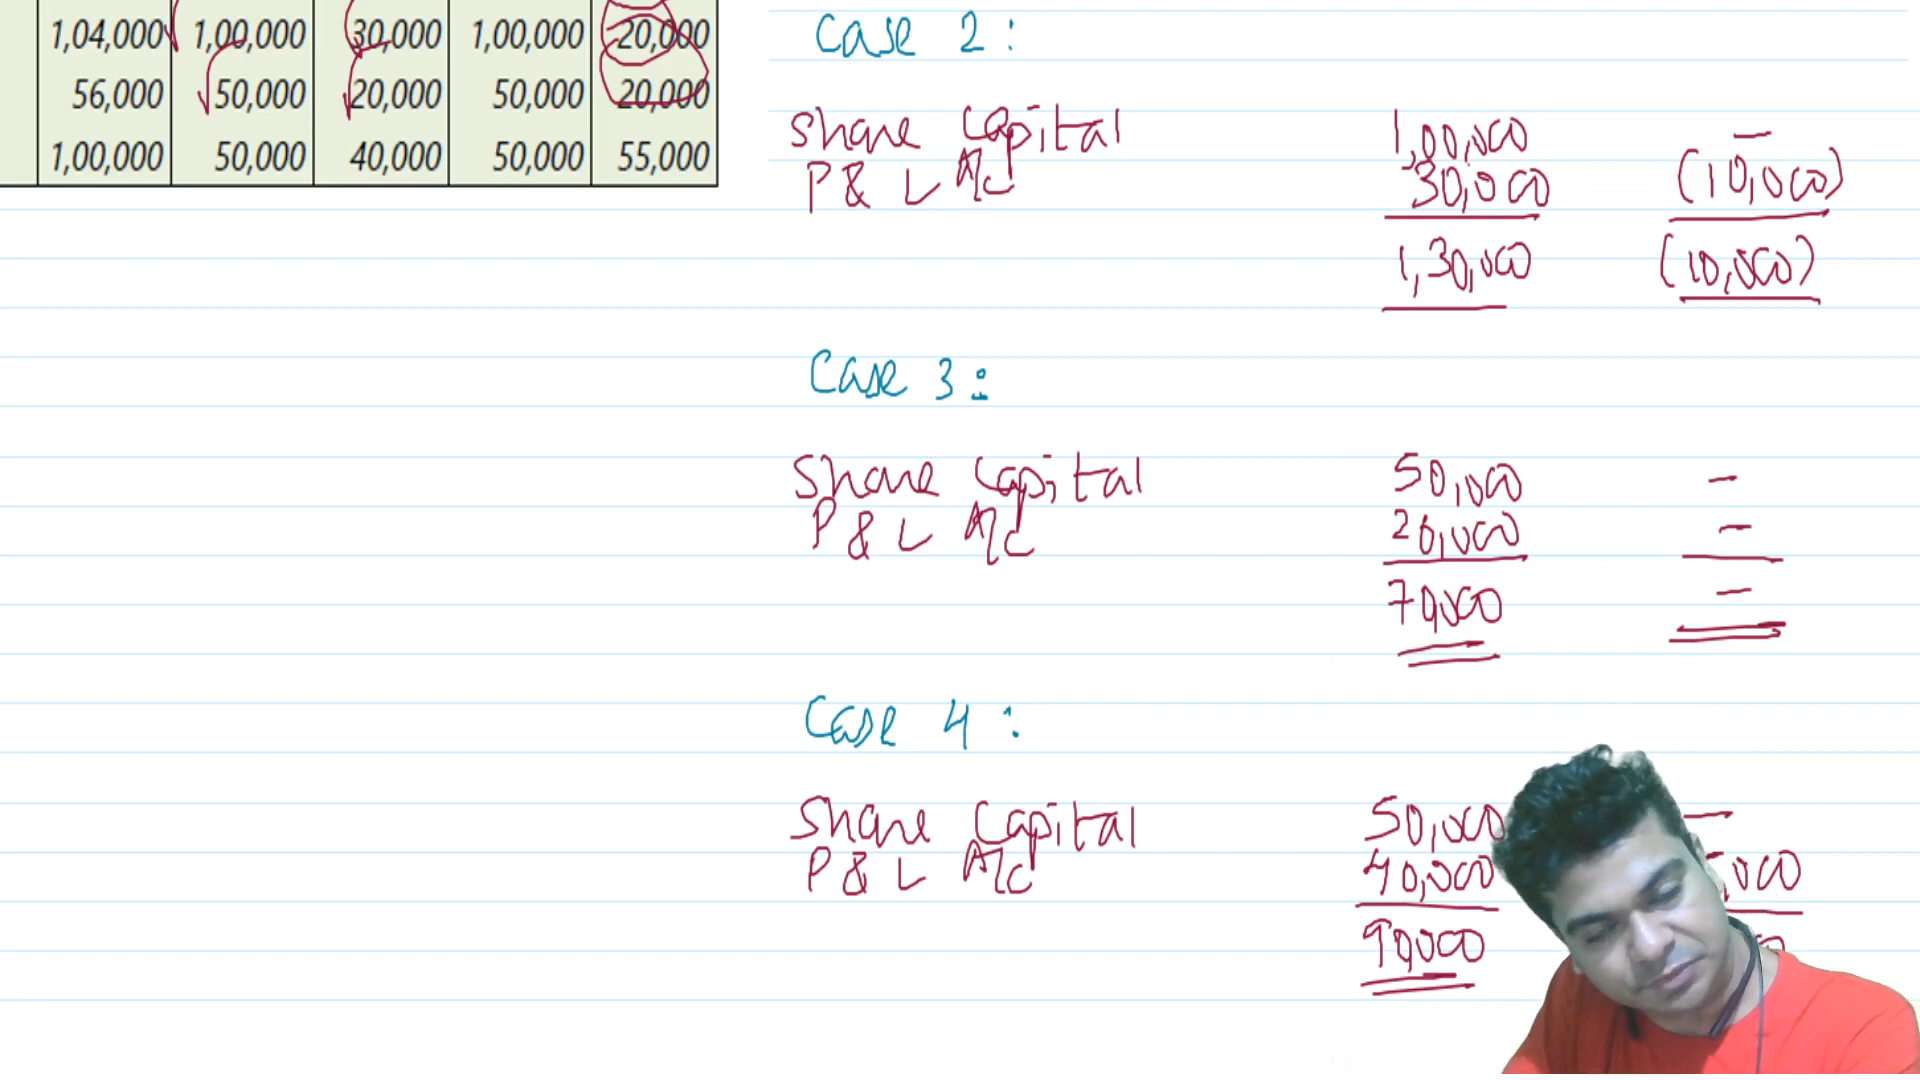 1,04,000 1,00,000 30,000 1,00,000 20,000
56,000 50,000 20,000 50,000 20,000
1,00,000 50,000 40,000 50,000 55,000
Case 2 :
Share Capital 1,00,000 –
P & L A/c 30,000 (10,000)
1,30,000 (10,000)
Case 3 :
Share Capital 50,000 –
P & L A/c 20,000 –
70,000 –
Case 4 :
Share Capital 50,000 –
P & L A/c 40,000
90,000